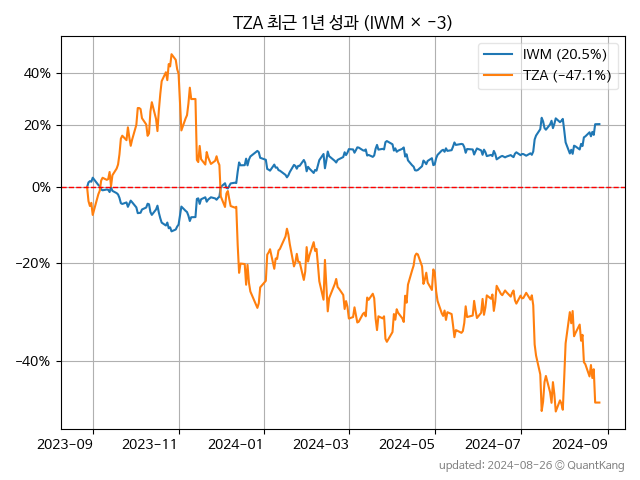 TZA 최근 1년 성과 (IWM × -3)
IWM (20.5%)
TZA (-47.1%)
40%
20%
0%
−20%
−40%
2023-09 2023-11 2024-01 2024-03 2024-05 2024-07 2024-09
updated: 2024-08-26 © QuantKang